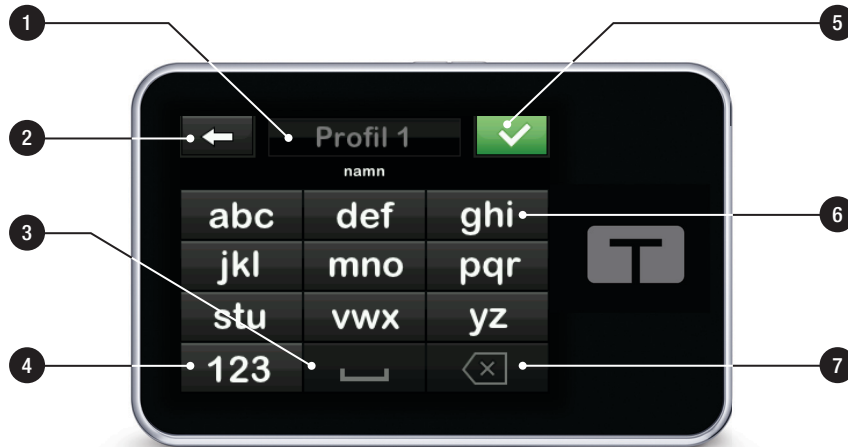 1
5
2
Profil 1
namn
abc def ghi
6
3
jkl mno pqr
stu vwx yz
4
123
7